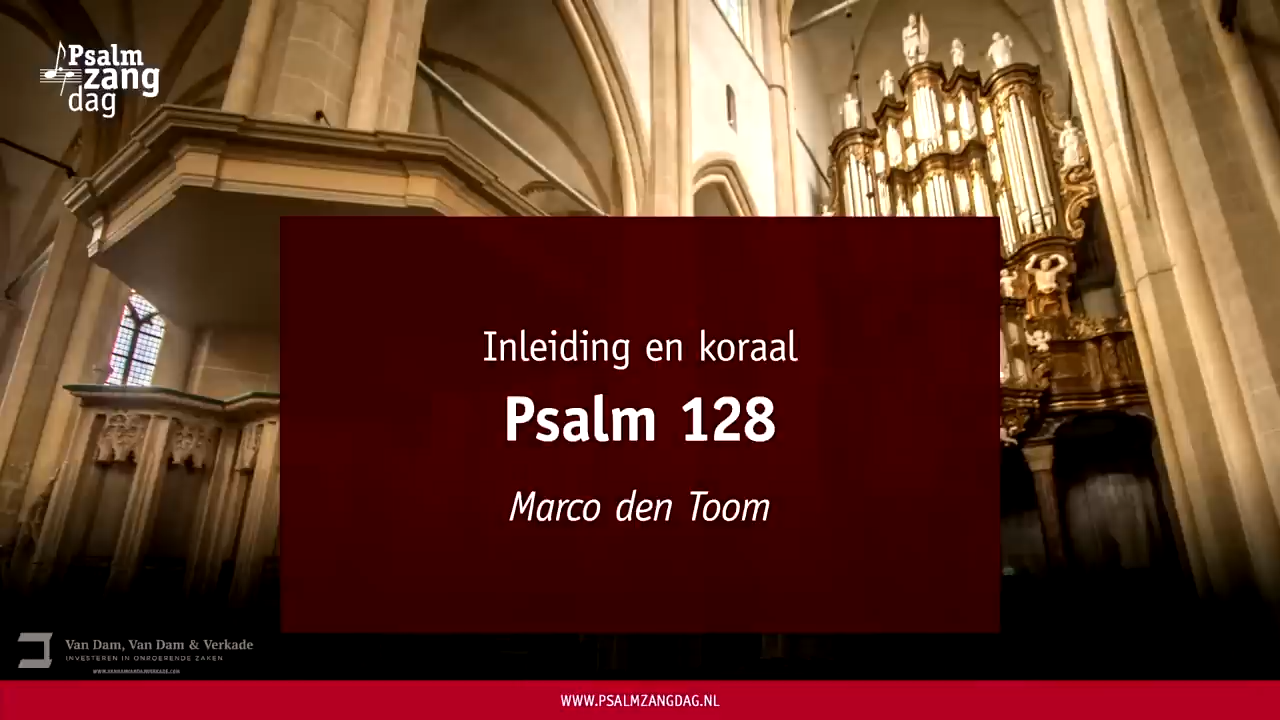 Psalm
zang
dag
Inleiding en koraal
Psalm 128
Marco den Toom
Van Dam, Van Dam & Verkade
INVESTEREN IN ONROERENDE ZAKEN
WWW.PSALMZANGDAG.NL